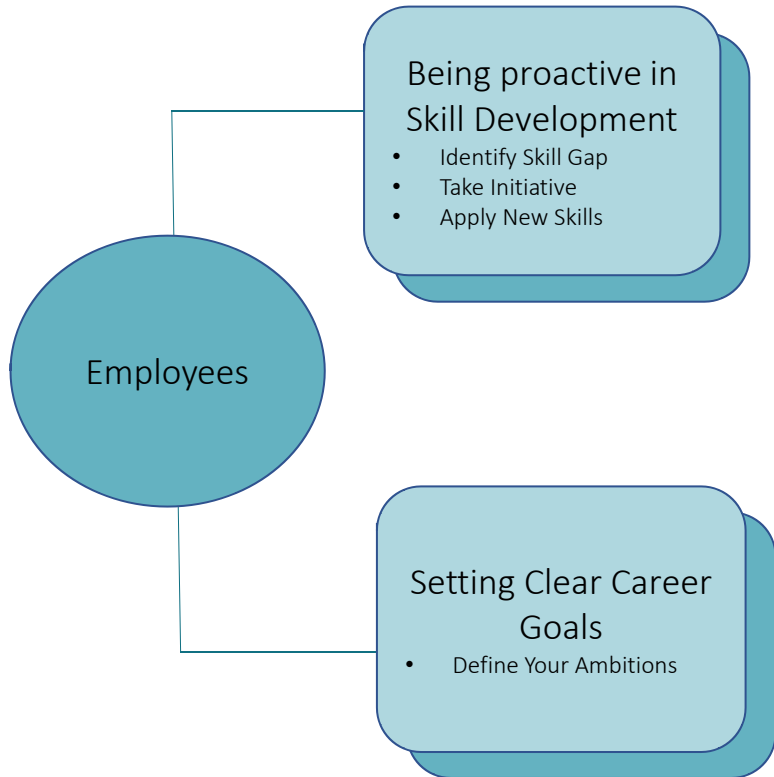 Being proactive in
Skill Development
• Identify Skill Gap
• Take Initiative
• Apply New Skills
Employees
Setting Clear Career
Goals
• Define Your Ambitions